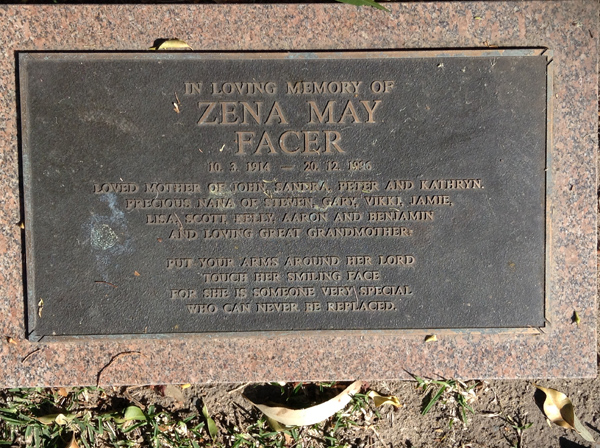 IN LOVING MEMORY OF
ZENA MAY
FACER
10. 3. 1914 — 20. 12. 1996
LOVED MOTHER OF JOHN, SANDRA, PETER AND KATHRYN.
PRECIOUS NANA OF STEVEN, GARY, VIKKI, JAMIE,
LISA, SCOTT, KELLY, AARON AND BENJAMIN
AND LOVING GREAT GRANDMOTHER.
PUT YOUR ARMS AROUND HER LORD
TOUCH HER SMILING FACE
FOR SHE IS SOMEONE VERY SPECIAL
WHO CAN NEVER BE REPLACED.